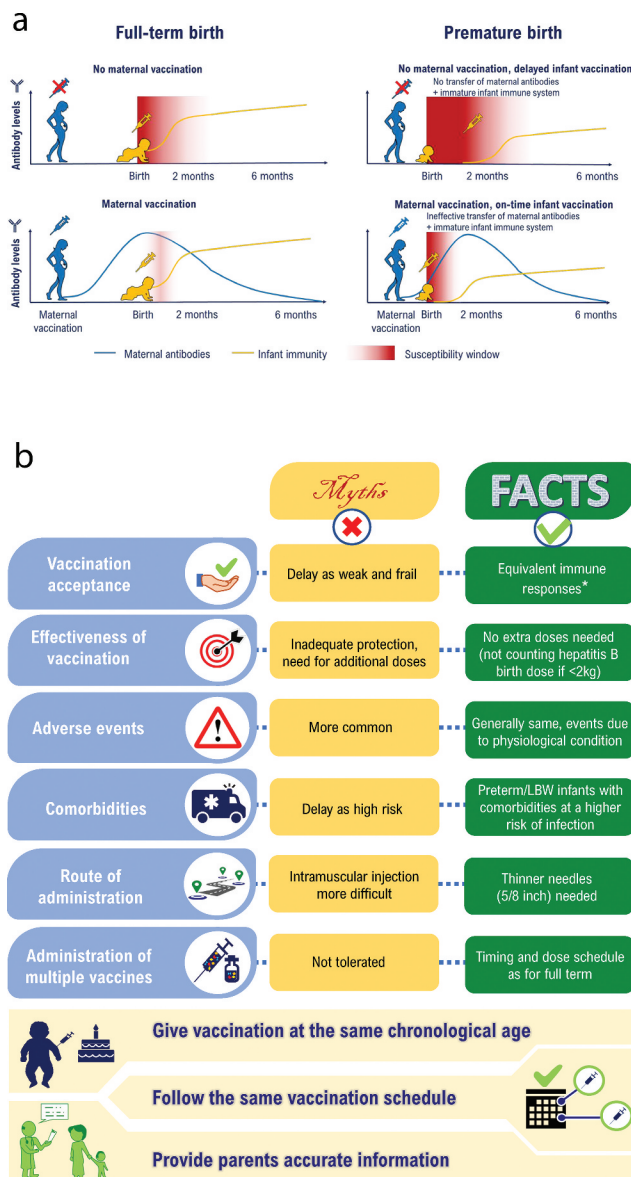 a
Full-term birth
Premature birth
No maternal vaccination
No maternal vaccination, delayed infant vaccination
No transfer of maternal antibodies
+ immature infant immune system
Antibody levels
Birth
2 months
6 months
Antibody levels
Birth
2 months
6 months
Maternal vaccination
Maternal vaccination, on-time infant vaccination
Ineffective transfer of maternal antibodies
+ immature infant immune system
Antibody levels
Maternal
vaccination
Birth
2 months
6 months
Antibody levels
Maternal
vaccination
Birth
2 months
6 months
Maternal antibodies
Infant immunity
Susceptibility window
b
Myths
FACTS
Vaccination
acceptance
Delay as weak and frail
Equivalent immune
responses*
Effectiveness of
vaccination
Inadequate protection,
need for additional doses
No extra doses needed
(not counting hepatitis B
birth dose if <2kg)
Adverse events
More common
Generally same, events due
to physiological condition
Comorbidities
Delay as high risk
Preterm/LBW infants with
comorbidities at a higher
risk of infection
Route of
administration
Intramuscular injection
more difficult
Thinner needles
(5/8 inch) needed
Administration of
multiple vaccines
Not tolerated
Timing and dose schedule
as for full term
Give vaccination at the same chronological age
Follow the same vaccination schedule
Provide parents accurate information